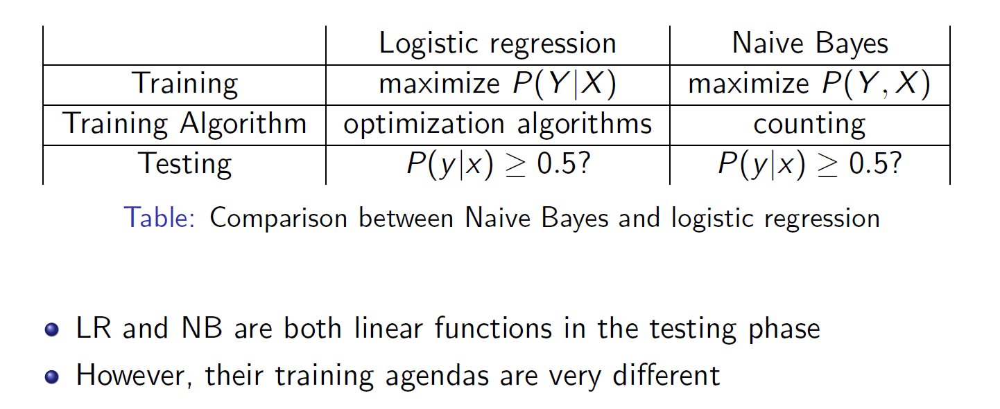 Logistic regression Naive Bayes
Training maximize P(Y|X) maximize P(Y, X)
Training Algorithm optimization algorithms counting
Testing P(y|x) ≥ 0.5? P(y|x) ≥ 0.5?
Table: Comparison between Naive Bayes and logistic regression
LR and NB are both linear functions in the testing phase
However, their training agendas are very different